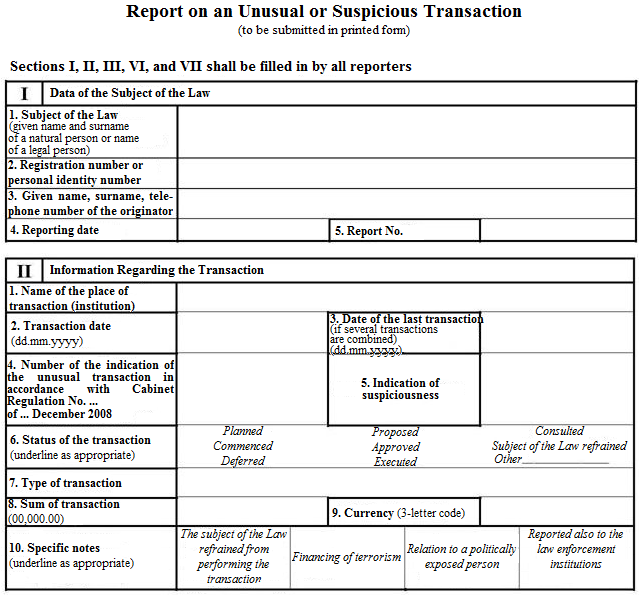 Report on an Unusual or Suspicious Transaction
(to be submitted in printed form)
Sections I, II, III, VI, and VII shall be filled in by all reporters
I Data of the Subject of the Law
1. Subject of the Law
(given name and surname
of a natural person or name
of a legal person)
2. Registration number or
personal identity number
3. Given name, surname, tele-
phone number of the originator
4. Reporting date 5. Report No.
II Information Regarding the Transaction
1. Name of the place of
transaction (institution)
2. Transaction date
(dd.mm.yyyy)
3. Date of the last transaction
(if several transactions
are combined)
(dd.mm.yyyy)
4. Number of the indication of
the unusual transaction in
accordance with Cabinet
Regulation No. ...
of ... December 2008
5. Indication of
suspiciousness
6. Status of the transaction
(underline as appropriate)
Planned
Commenced
Deferred
Proposed
Approved
Executed
Consulted
Subject of the Law refrained
Other_________________
7. Type of transaction
8. Sum of transaction
(00,000.00)
9. Currency (3-letter code)
10. Specific notes
(underline as appropriate)
The subject of the Law
refrained from
performing the
transaction
Financing of terrorism
Relation to a politically
exposed person
Reported also to the
law enforcement
institutions